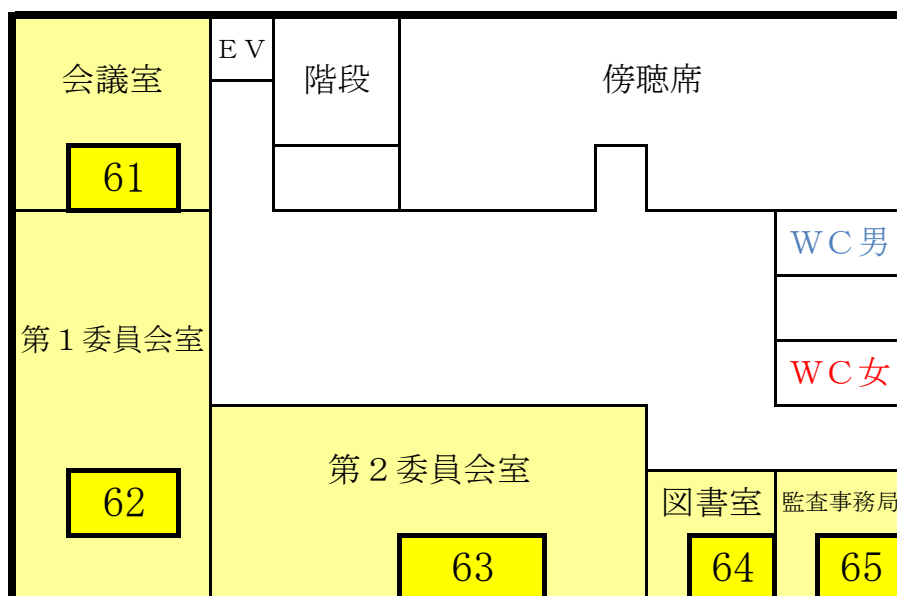 会議室
ＥＶ
階段
傍聴席
61
ＷＣ男
第１委員会室
ＷＣ女
第２委員会室
62
図書室
監査事務局
63
64
65